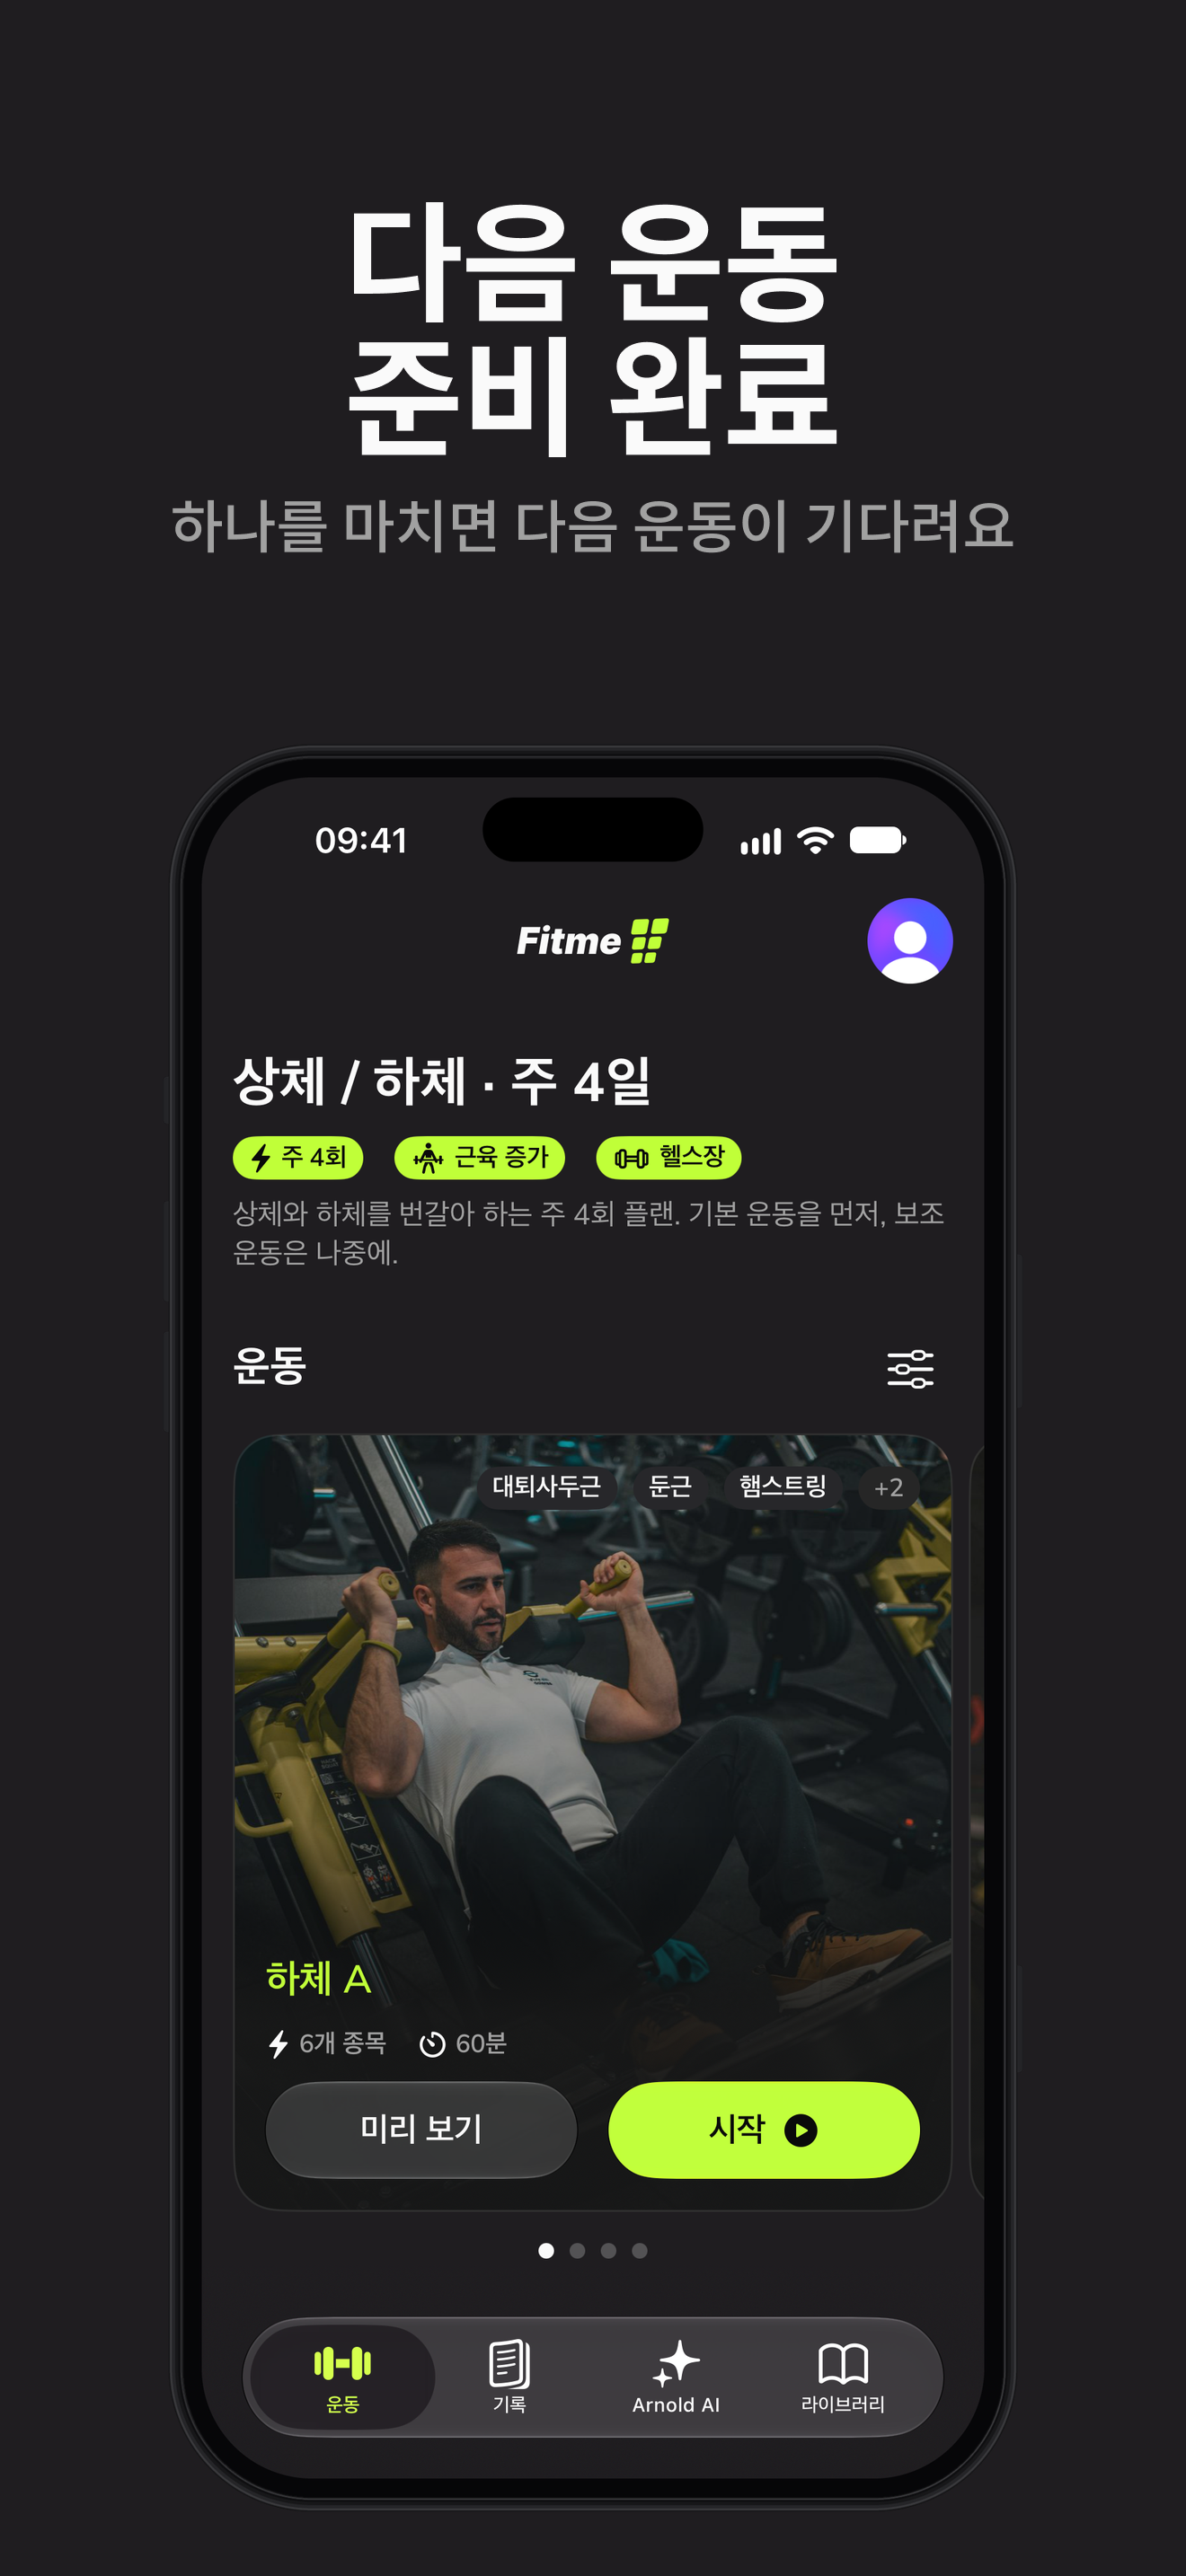 다음 운동
준비 완료
하나를 마치면 다음 운동이 기다려요
09:41
Fitme
상체 / 하체 · 주 4일
주 4회 근육 증가 헬스장
상체와 하체를 번갈아 하는 주 4회 플랜. 기본 운동을 먼저, 보조
운동은 나중에.
운동
대퇴사두근 둔근 햄스트링 +2
하체 A
6개 종목 60분
미리 보기 시작
운동 기록 Arnold AI 라이브러리